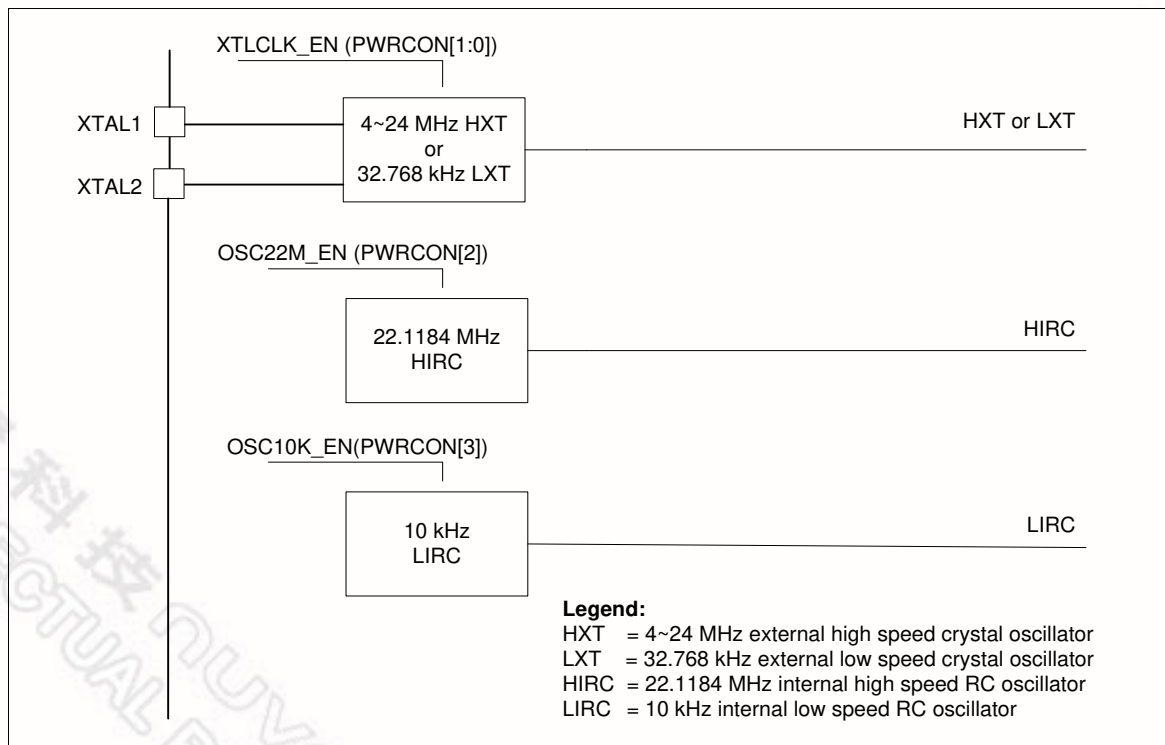 XTLCLK_EN (PWRCON[1:0])
XTAL1
XTAL2
4~24 MHz HXT
or
32.768 kHz LXT
HXT or LXT
OSC22M_EN (PWRCON[2])
22.1184 MHz
HIRC
HIRC
OSC10K_EN(PWRCON[3])
10 kHz
LIRC
LIRC
Legend:
HXT = 4~24 MHz external high speed crystal oscillator
LXT = 32.768 kHz external low speed crystal oscillator
HIRC = 22.1184 MHz internal high speed RC oscillator
LIRC = 10 kHz internal low speed RC oscillator
科技